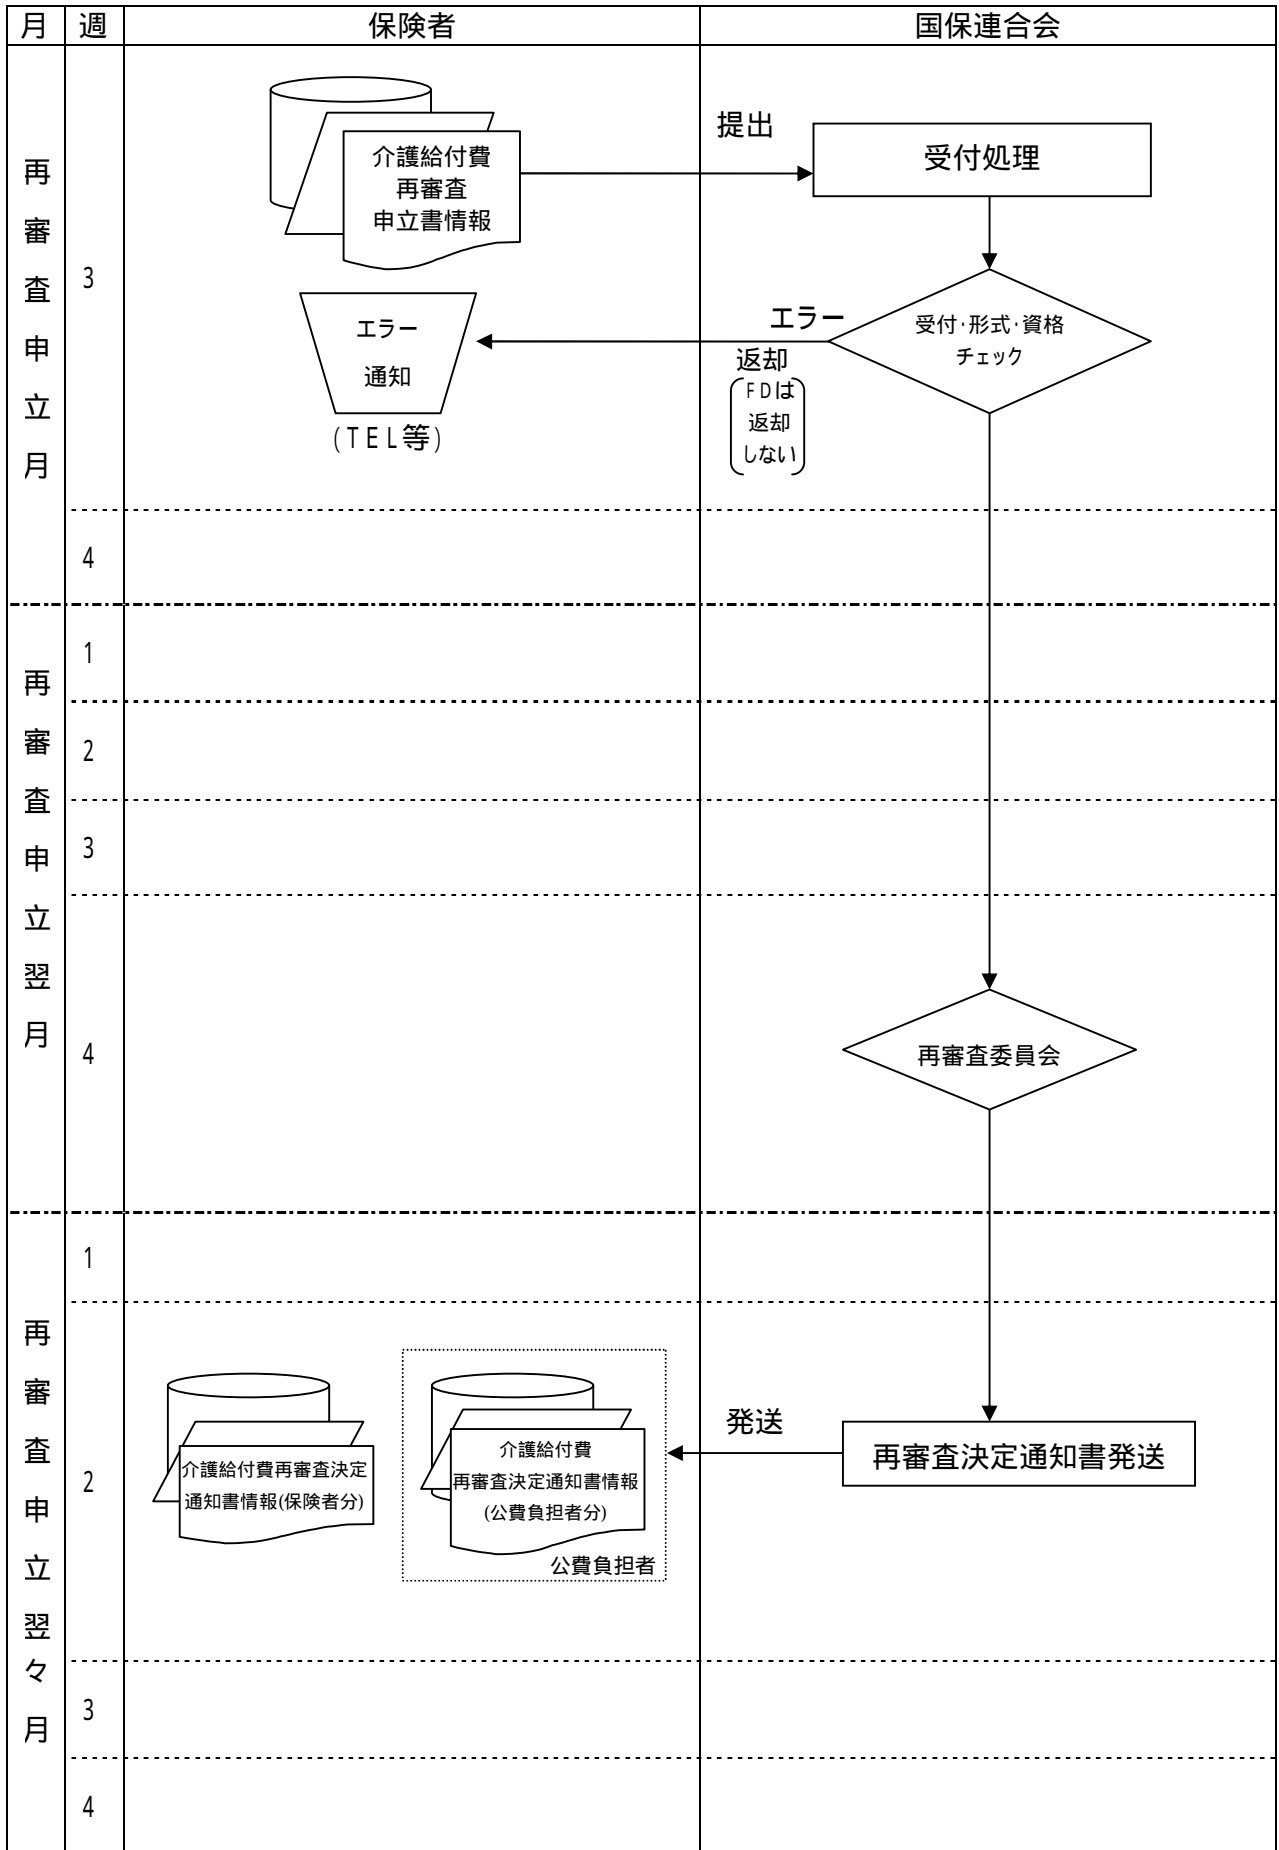 月 週 保険者 国保連合会
再審査申立月
3
介護給付費
再審査
申立書情報
提出
受付処理
エラー
通知
(TEL等)
エラー
返却
FDは
返却
しない
受付・形式・資格
チェック
4
再審査申立翌月
1
2
3
4
再審査委員会
再審査申立翌々月
1
2
介護給付費再審査決定
通知書情報(保険者分)
介護給付費
再審査決定通知書情報
(公費負担者分)
公費負担者
発送
再審査決定通知書発送
3
4